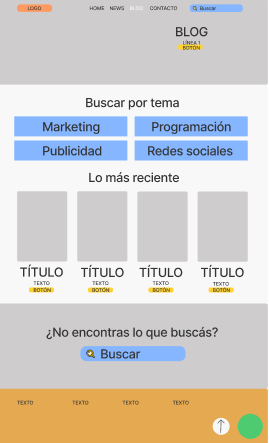 LOGO HOME NEWS BLOG CONTACTO Buscar
BLOG
LÍNEA 1
BOTÓN
Buscar por tema
Marketing Programación
Publicidad Redes sociales
Lo más reciente
TÍTULO TÍTULO TÍTULO TÍTULO
TEXTO TEXTO TEXTO TEXTO
BOTÓN BOTÓN BOTÓN BOTÓN
¿No encontras lo que buscás?
Buscar
TEXTO TEXTO TEXTO TEXTO